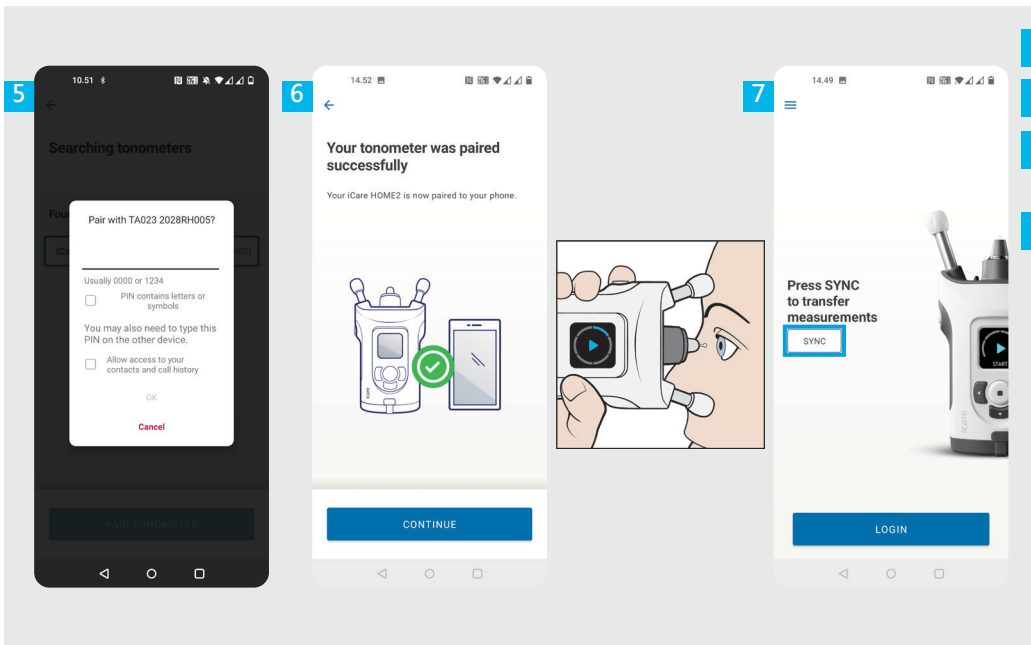 5
10.51
Searching tonometers
Pair with TA023 2028RH005?
Usually 0000 or 1234
PIN contains letters or
symbols
You may also need to type this
PIN on the other device.
Allow access to your
contacts and call history
OK
Cancel
PAIR TONOMETER
6
14.52
Your tonometer was paired
successfully
Your iCare HOME2 is now paired to your phone.
icare
CONTINUE
7
14.49
Press SYNC
to transfer
measurements
SYNC
START
icare
LOGIN